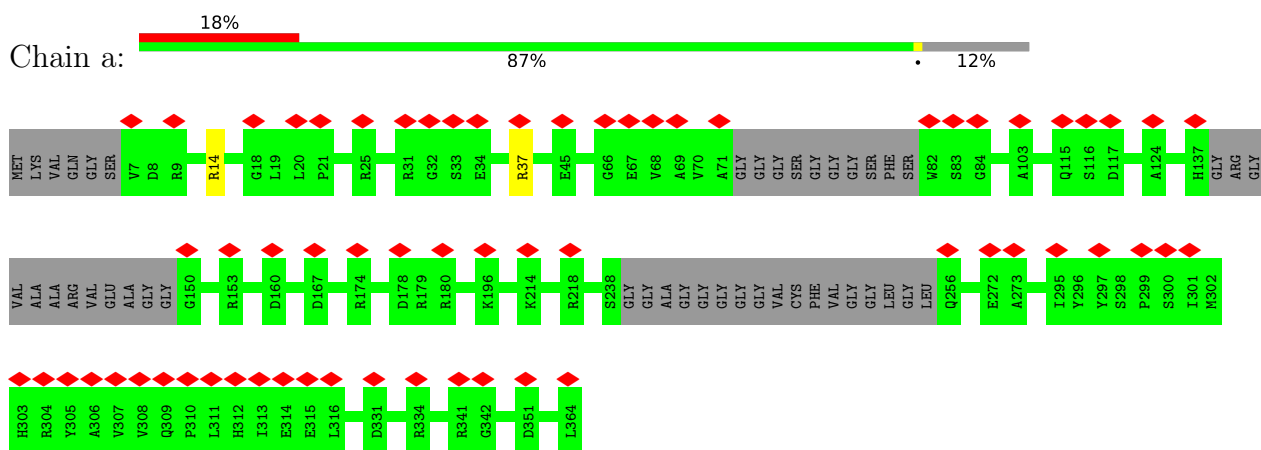 18%
Chain a:
87%
•
12%
MET LYS VAL GLN GLY SER V7 D8 R9 R14 G18 L19 L20 P21 R25 R31 G32 S33 E34 R37 E45 G66 E67 V68 A69 V70 A71 GLY GLY GLY SER GLY GLY GLY SER PHE SER W82 S83 G84 A103 Q115 S116 D117 A124 H137 GLY ARG GLY
VAL ALA ALA ARG VAL GLU ALA GLY GLY G150 R153 D160 D167 R174 D178 R179 R180 K196 K214 R218 S238 GLY GLY ALA GLY GLY GLY GLY GLY VAL CYS PHE VAL GLY GLY LEU GLY LEU Q256 E272 A273 I295 Y296 Y297 S298 P299 S300 I301 M302
H303 R304 Y305 A306 V307 V308 Q309 P310 L311 H312 I313 E314 E315 L316 D331 R334 R341 G342 D351 L364